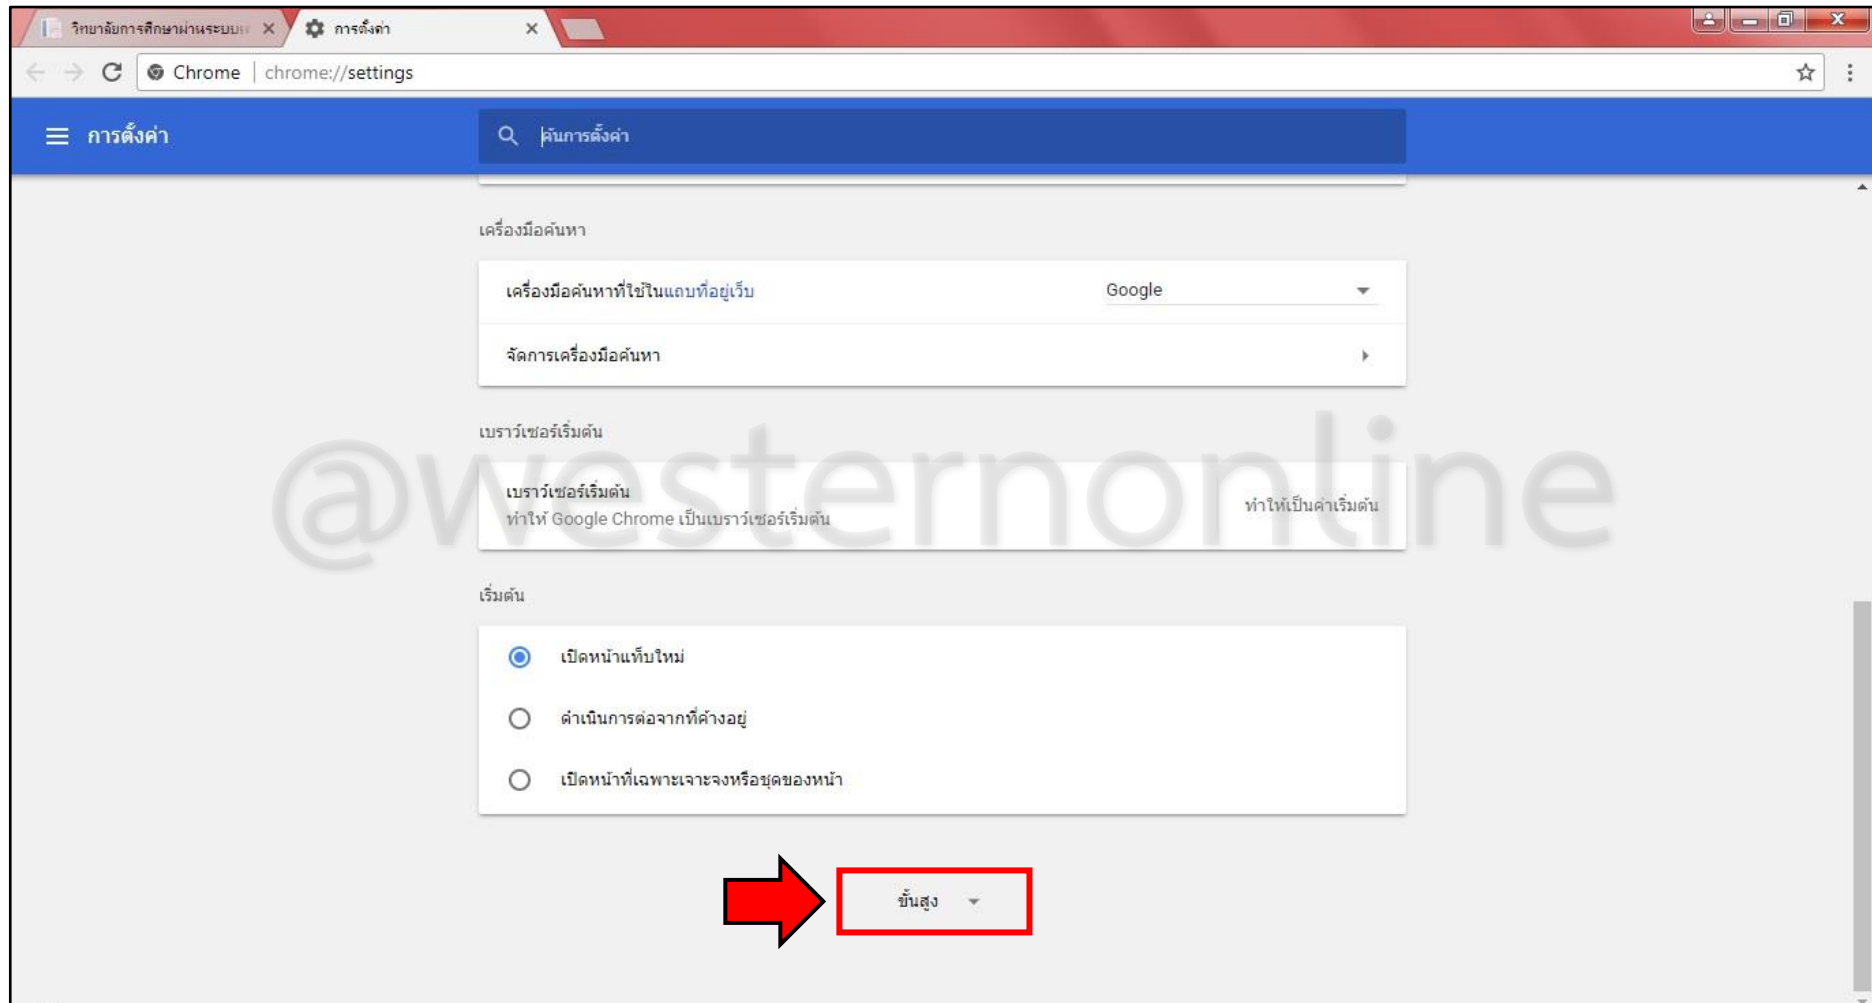 วิทยาลัยการศึกษาผ่านระบบ
การตั้งค่า
Chrome | chrome://settings
การตั้งค่า
ค้นการตั้งค่า
เครื่องมือค้นหา
เครื่องมือค้นหาที่ใช้ในแถบที่อยู่เว็บ
Google
จัดการเครื่องมือค้นหา
เบราว์เซอร์เริ่มต้น
@westernonline
เบราว์เซอร์เริ่มต้น
ทำให้ Google Chrome เป็นเบราว์เซอร์เริ่มต้น
ทำให้เป็นค่าเริ่มต้น
เริ่มต้น
เปิดหน้าแท็บใหม่
ดำเนินการต่อจากที่ค้างอยู่
เปิดหน้าที่เฉพาะเจาะจงหรือชุดของหน้า
ขั้นสูง